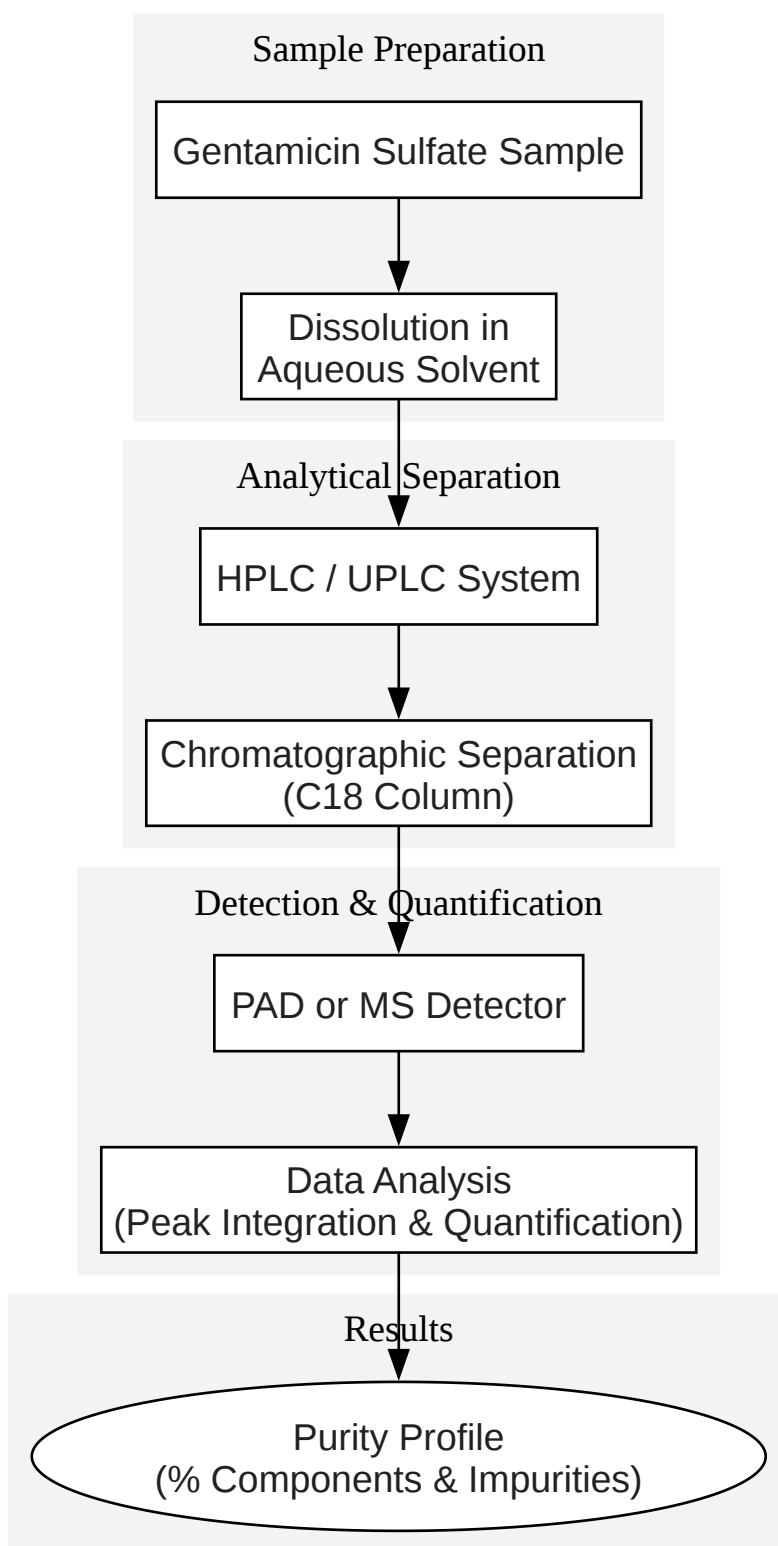 Sample Preparation
Gentamicin Sulfate Sample
Dissolution in
Aqueous Solvent
Analytical Separation
HPLC / UPLC System
Chromatographic Separation
(C18 Column)
Detection & Quantification
PAD or MS Detector
Data Analysis
(Peak Integration & Quantification)
Results
Purity Profile
(% Components & Impurities)